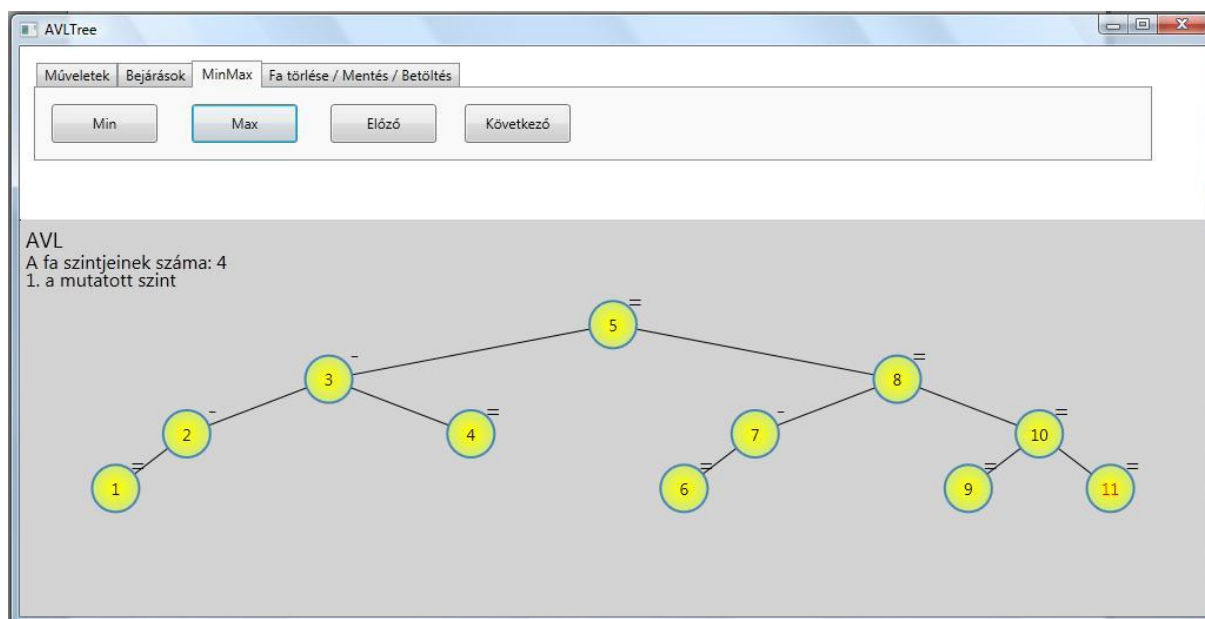 AVLTree
Műveletek Bejárások MinMax Fa törlése / Mentés / Betöltés
Min Max Előző Következő
AVL
A fa szintjeinek száma: 4
1. a mutatott szint
=
5
- =
3 8
- = - =
2 4 7 10
= = = =
1 6 9 11